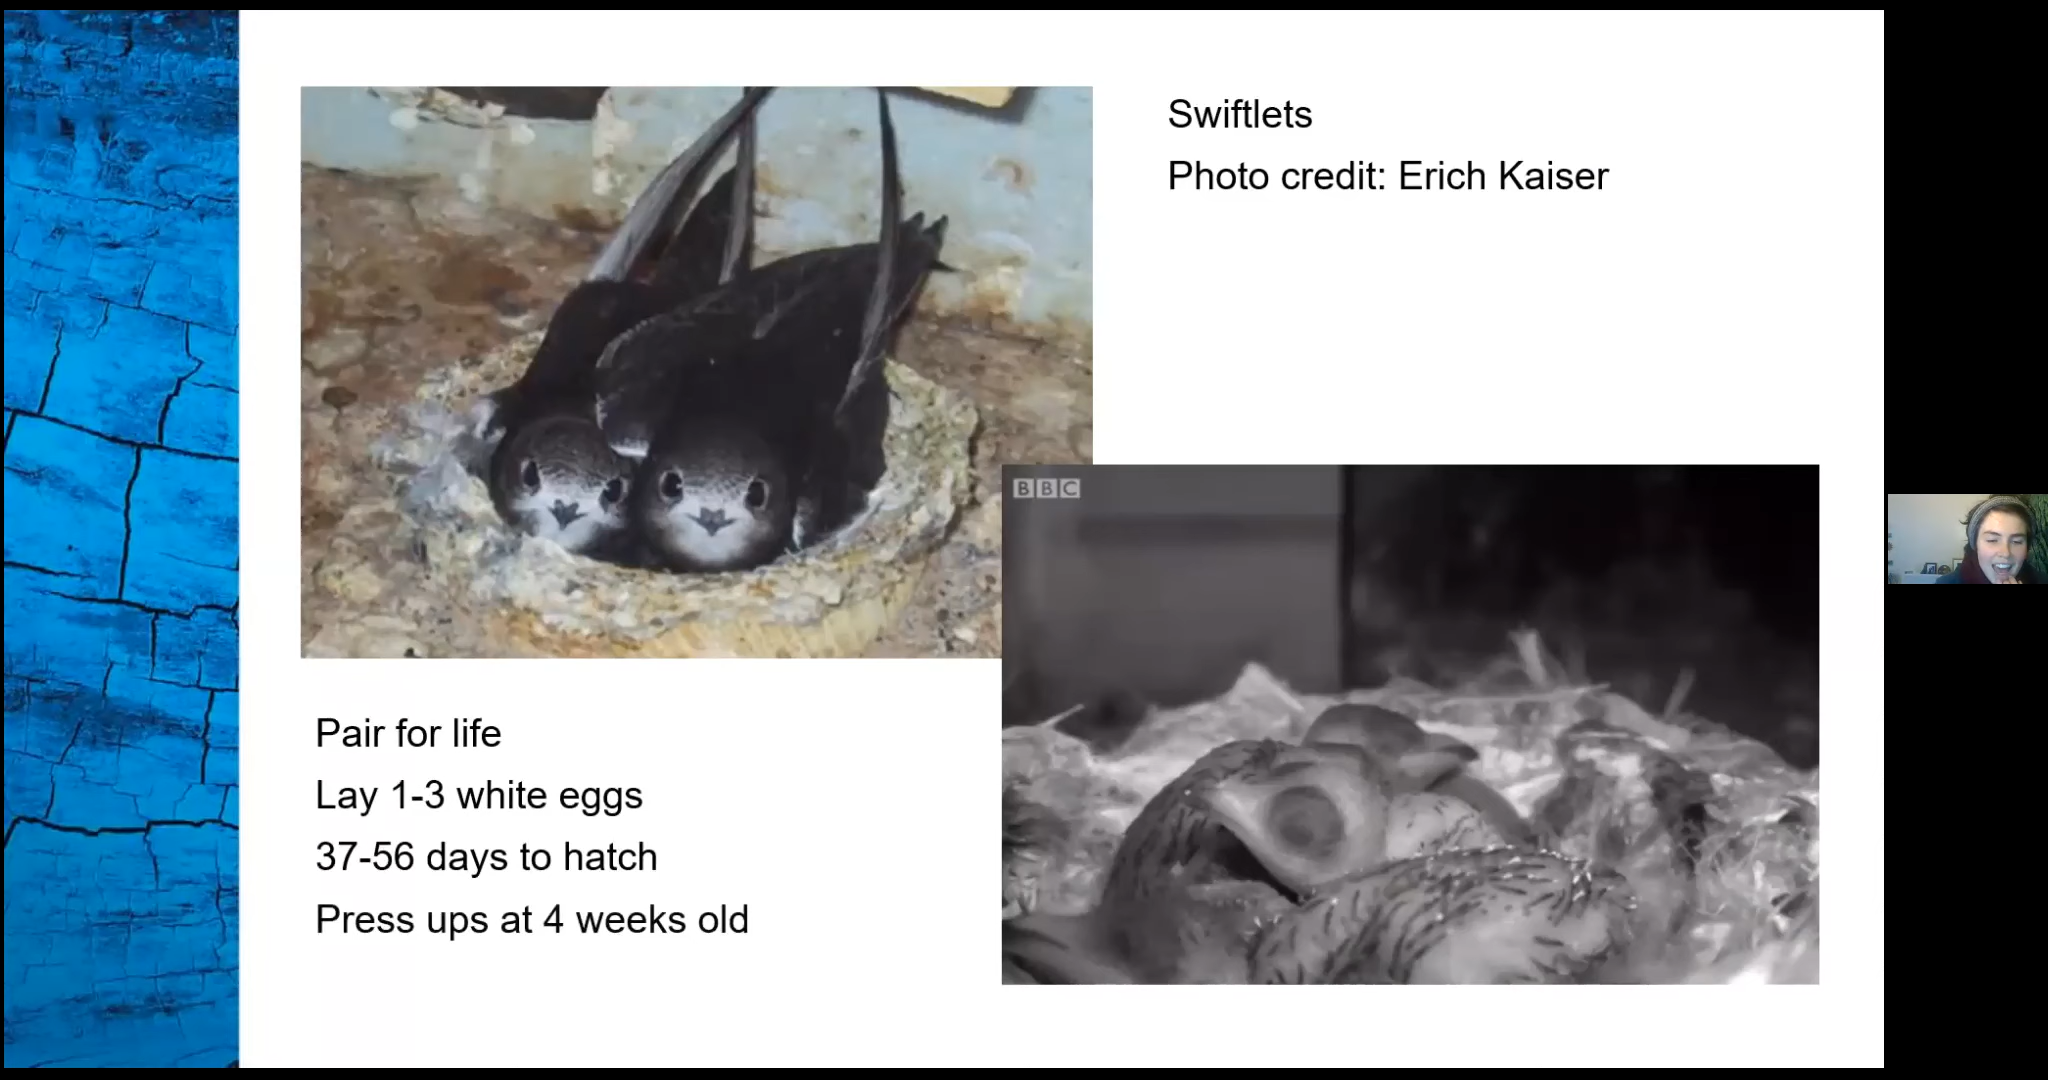 Swiftlets
Photo credit: Erich Kaiser
BBC
Pair for life
Lay 1-3 white eggs
37-56 days to hatch
Press ups at 4 weeks old